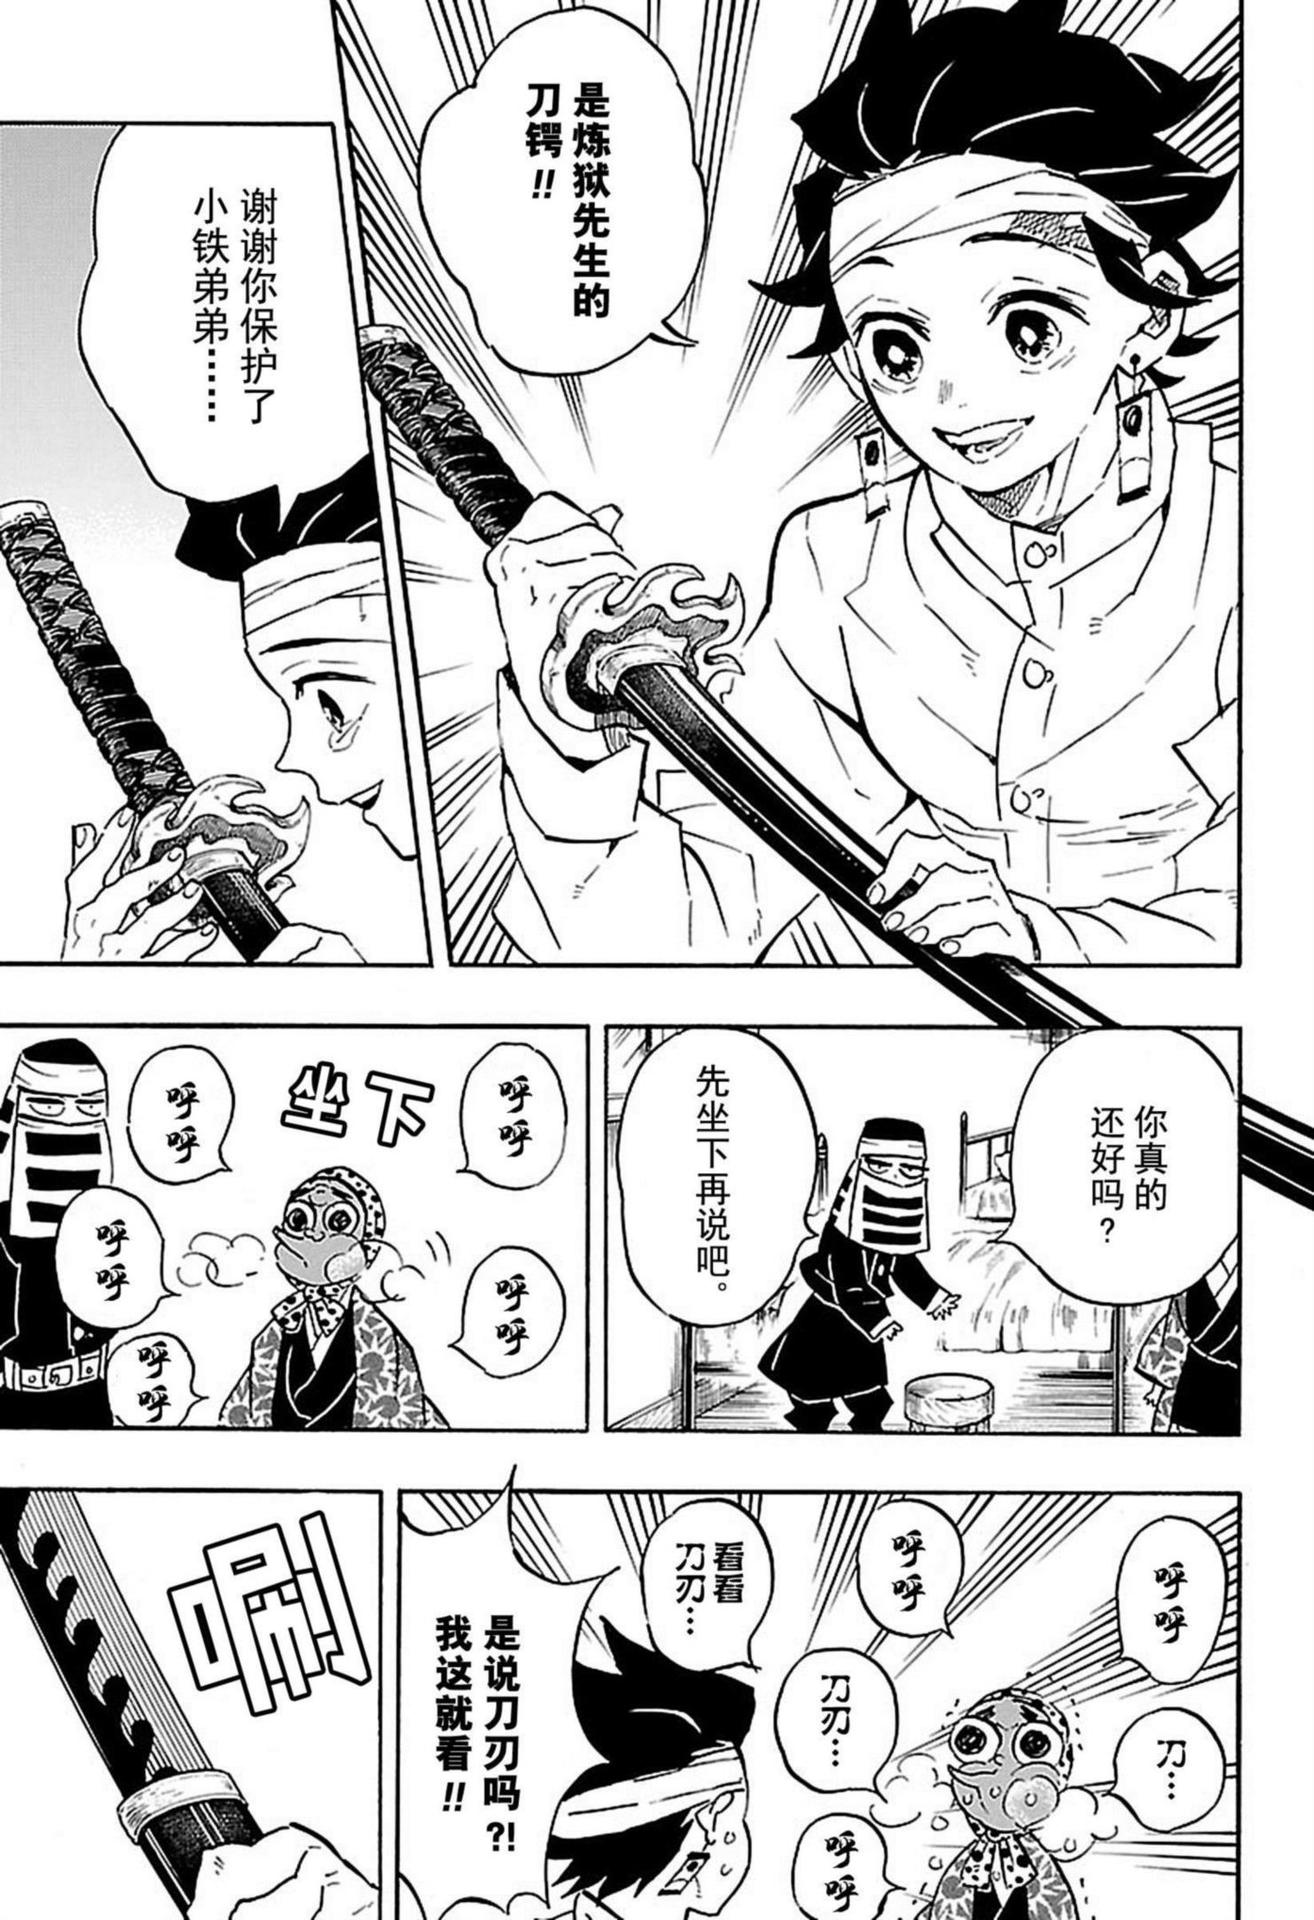 是炼狱先生的
刀锷!!
谢谢你保护了
小铁弟弟……
你真的
还好吗?
先坐下再说吧。
呼呼
坐下
呼呼
呼呼
呼呼
呼呼
呼呼
呼呼
刀…
刀刃…
呼呼
看看
刀刃…
是说刀刃吗?!
我这就看!!
唰